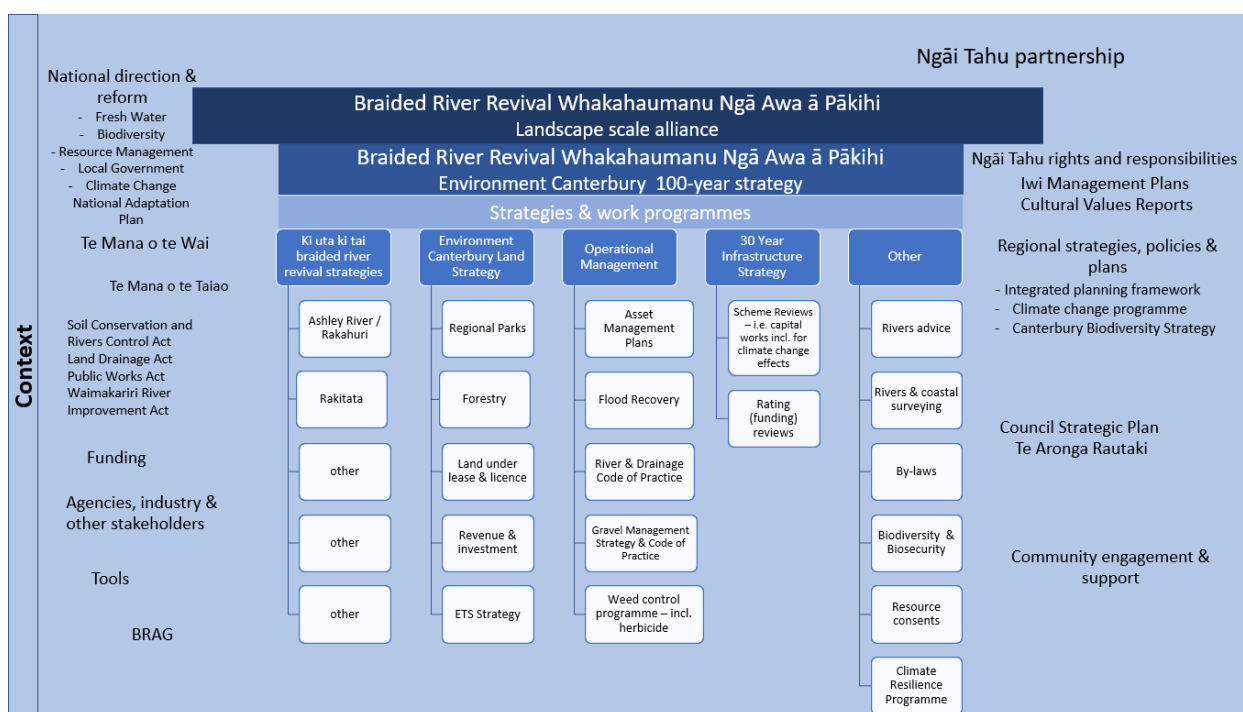 Context
National direction &
reform
- Fresh Water
- Biodiversity
- Resource Management
- Local Government
- Climate Change
National Adaptation
Plan
Te Mana o te Wai
Te Mana o te Taiao
Soil Conservation and
Rivers Control Act
Land Drainage Act
Public Works Act
Waimakariri River
Improvement Act
Funding
Agencies, industry &
other stakeholders
Tools
BRAG
Braided River Revival Whakahaumanu Ngā Awa ā Pākihi
Landscape scale alliance
Braided River Revival Whakahaumanu Ngā Awa ā Pākihi
Environment Canterbury 100-year strategy
Strategies & work programmes
Ki uta ki tai
braided river
revival strategies
Ashley River /
Rakahuri
Rakitata
other
other
other
Environment
Canterbury Land
Strategy
Regional Parks
Forestry
Land under
lease & licence
Revenue &
investment
ETS Strategy
Operational
Management
Asset
Management
Plans
Flood Recovery
River & Drainage
Code of Practice
Gravel Management
Strategy & Code of
Practice
Weed control
programme – incl.
herbicide
30 Year
Infrastructure
Strategy
Scheme Reviews
– i.e. capital
works incl. for
climate change
effects
Rating
(funding)
reviews
Other
Rivers advice
Rivers & coastal
surveying
By-laws
Biodiversity &
Biosecurity
Resource
consents
Climate
Resilience
Programme
Ngāi Tahu partnership
Ngāi Tahu rights and responsibilities
Iwi Management Plans
Cultural Values Reports
Regional strategies, policies &
plans
- Integrated planning framework
- Climate change programme
- Canterbury Biodiversity Strategy
Council Strategic Plan
Te Aronga Rautaki
Community engagement &
support